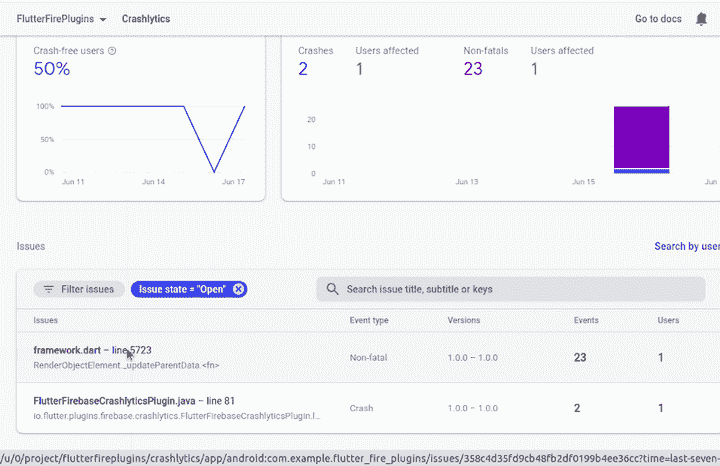 FlutterFirePlugins Crashlytics Go to docs
Crash-free users
50%
100%
50%
0%
Jun 11 Jun 14 Jun 17
Crashes Users affected Non-fatals Users affected
2 1 23 1
20
10
0
Jun 11 Jun 13 Jun 15 Jun
Issues Search by user
Filter issues Issue state = "Open" Search issue title, subtitle or keys
Issues Event type Versions Events Users
framework.dart – line 5723 Non-fatal 1.0.0 – 1.0.0 23 1
RenderObjectElement._updateParentData.<fn>
FlutterFirebaseCrashlyticsPlugin.java – line 81 Crash 1.0.0 – 1.0.0 2 1
io.flutter.plugins.firebase.crashlytics.FlutterFirebaseCrashlyticsPlugin.l...
/u/0/project/flutterfireplugins/crashlytics/app/android:com.example.flutter_fire_plugins/issues/358c4d35fd9cb48fb2df0199b4ee36cc?time=last-seven-